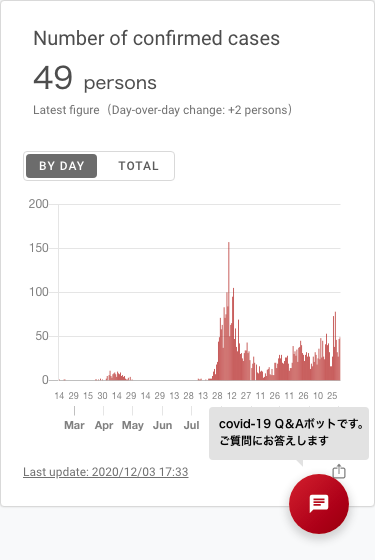 Number of confirmed cases
49 persons
Latest figure（Day-over-day change: +2 persons）
BY DAY TOTAL
200
150
100
50
0
14 29 15 30 14 29 14 29 13 28 13 28 12 27 11 26 11 26 10 25
Mar Apr May Jun Jul
covid-19 Q&Aボットです。
ご質問にお答えします
Last update: 2020/12/03 17:33